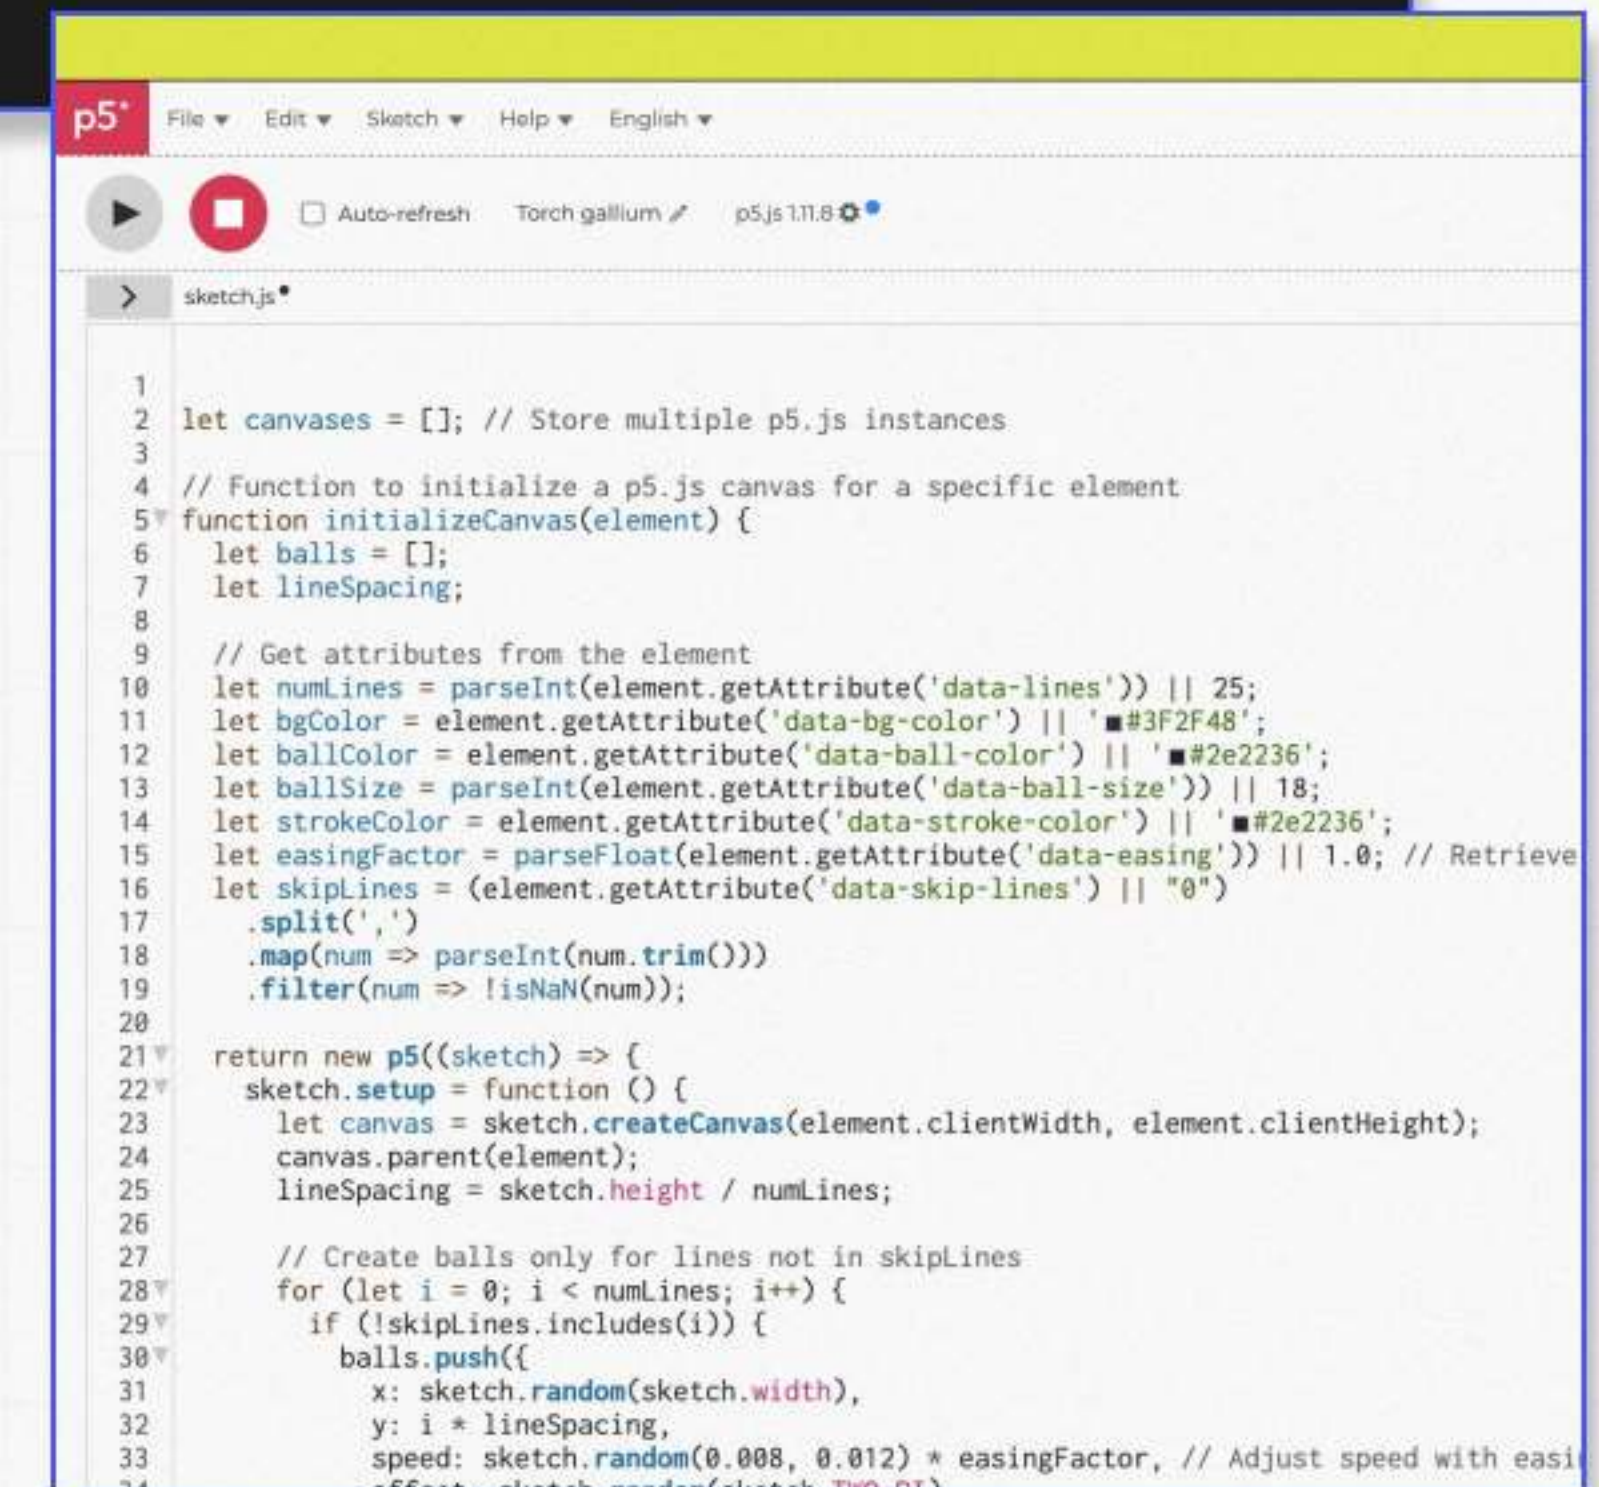 p5*
File Edit Sketch Help English
Auto-refresh Torch gallium p5.js 1.11.8
sketch.js
1
2 let canvases = []; // Store multiple p5.js instances
3
4 // Function to initialize a p5.js canvas for a specific element
5 function initializeCanvas(element) {
6 let balls = [];
7 let lineSpacing;
8
9 // Get attributes from the element
10 let numLines = parseInt(element.getAttribute('data-lines')) || 25;
11 let bgColor = element.getAttribute('data-bg-color') || '#3F2F48';
12 let ballColor = element.getAttribute('data-ball-color') || '#2e2236';
13 let ballSize = parseInt(element.getAttribute('data-ball-size')) || 18;
14 let strokeColor = element.getAttribute('data-stroke-color') || '#2e2236';
15 let easingFactor = parseFloat(element.getAttribute('data-easing')) || 1.0; // Retrieve
16 let skipLines = (element.getAttribute('data-skip-lines') || "0")
17 .split(',')
18 .map(num => parseInt(num.trim()))
19 .filter(num => !isNaN(num));
20
21 return new p5((sketch) => {
22 sketch.setup = function () {
23 let canvas = sketch.createCanvas(element.clientWidth, element.clientHeight);
24 canvas.parent(element);
25 lineSpacing = sketch.height / numLines;
26
27 // Create balls only for lines not in skipLines
28 for (let i = 0; i < numLines; i++) {
29 if (!skipLines.includes(i)) {
30 balls.push({
31 x: sketch.random(sketch.width),
32 y: i * lineSpacing,
33 speed: sketch.random(0.008, 0.012) * easingFactor, // Adjust speed with easi